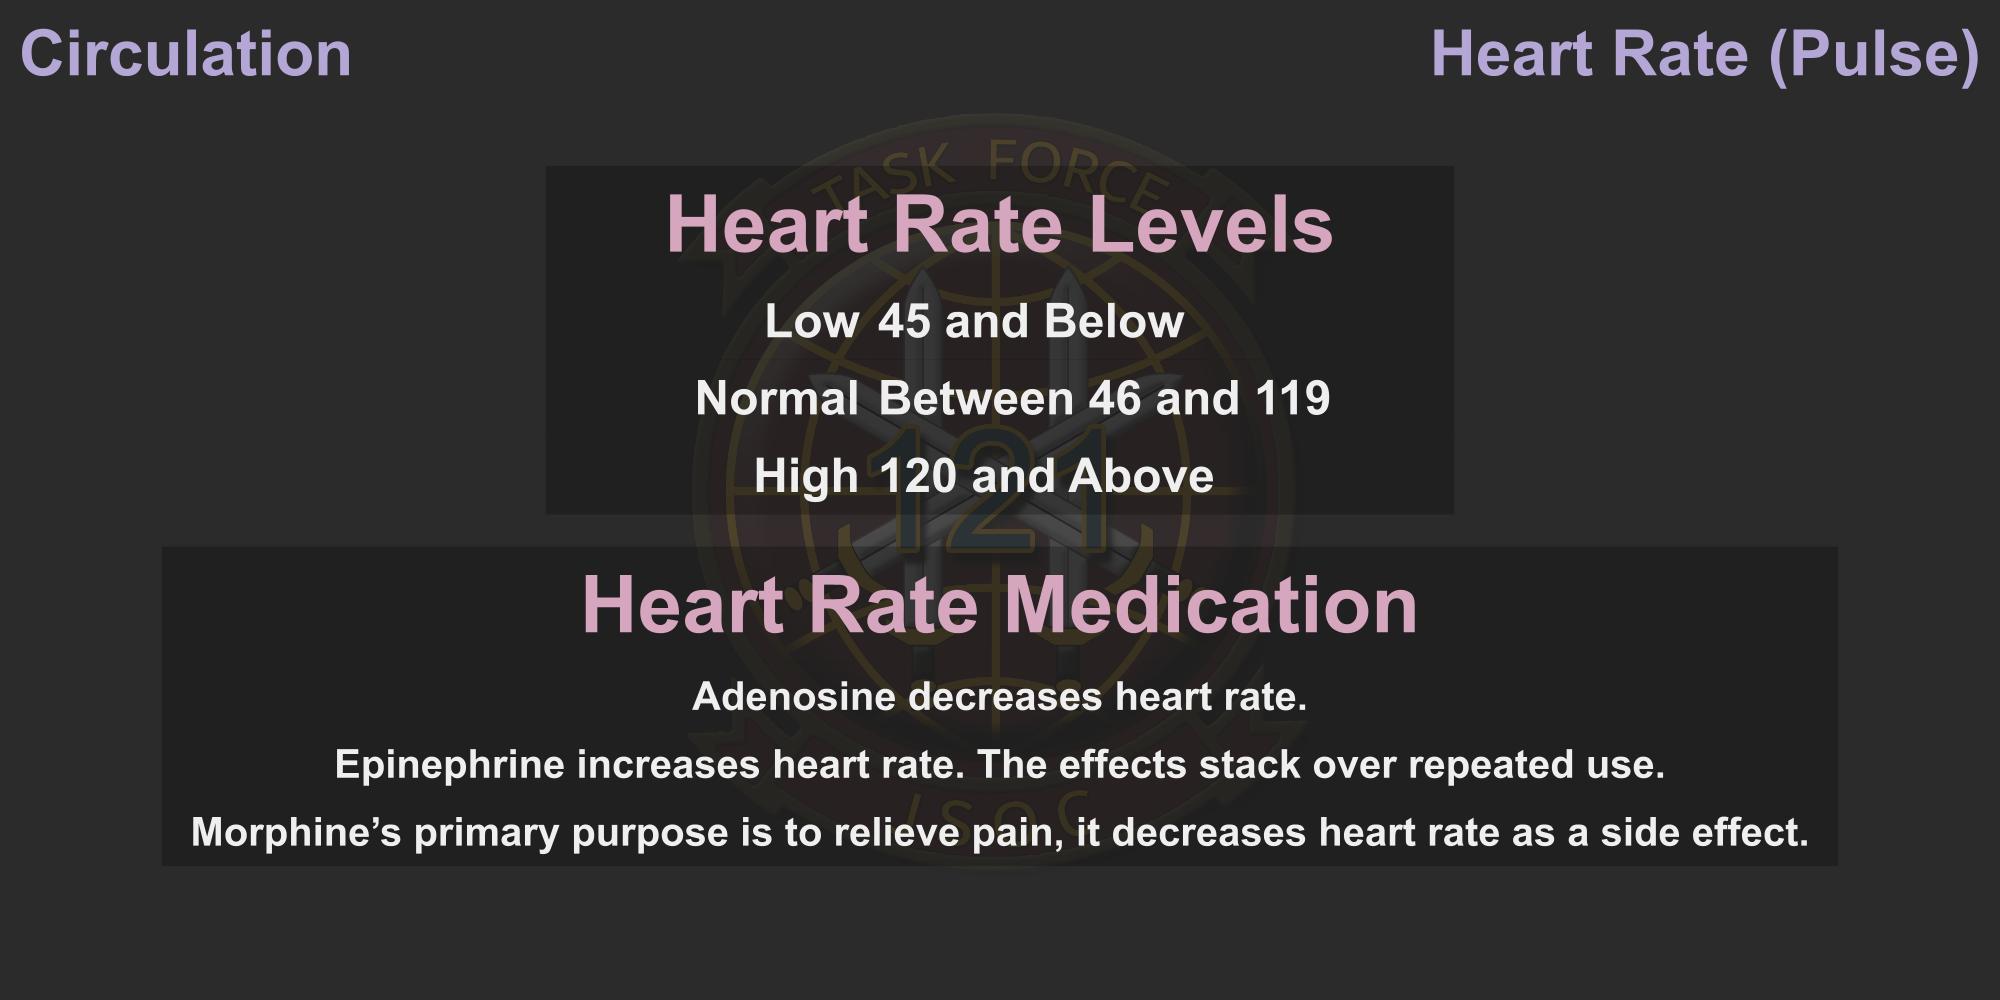 Circulation
Heart Rate (Pulse)
TASK FORCE
Heart Rate Levels
Low 45 and Below
Normal Between 46 and 119
High 120 and Above
121
Heart Rate Medication
Adenosine decreases heart rate.
Epinephrine increases heart rate. The effects stack over repeated use.
JSOC
Morphine’s primary purpose is to relieve pain, it decreases heart rate as a side effect.